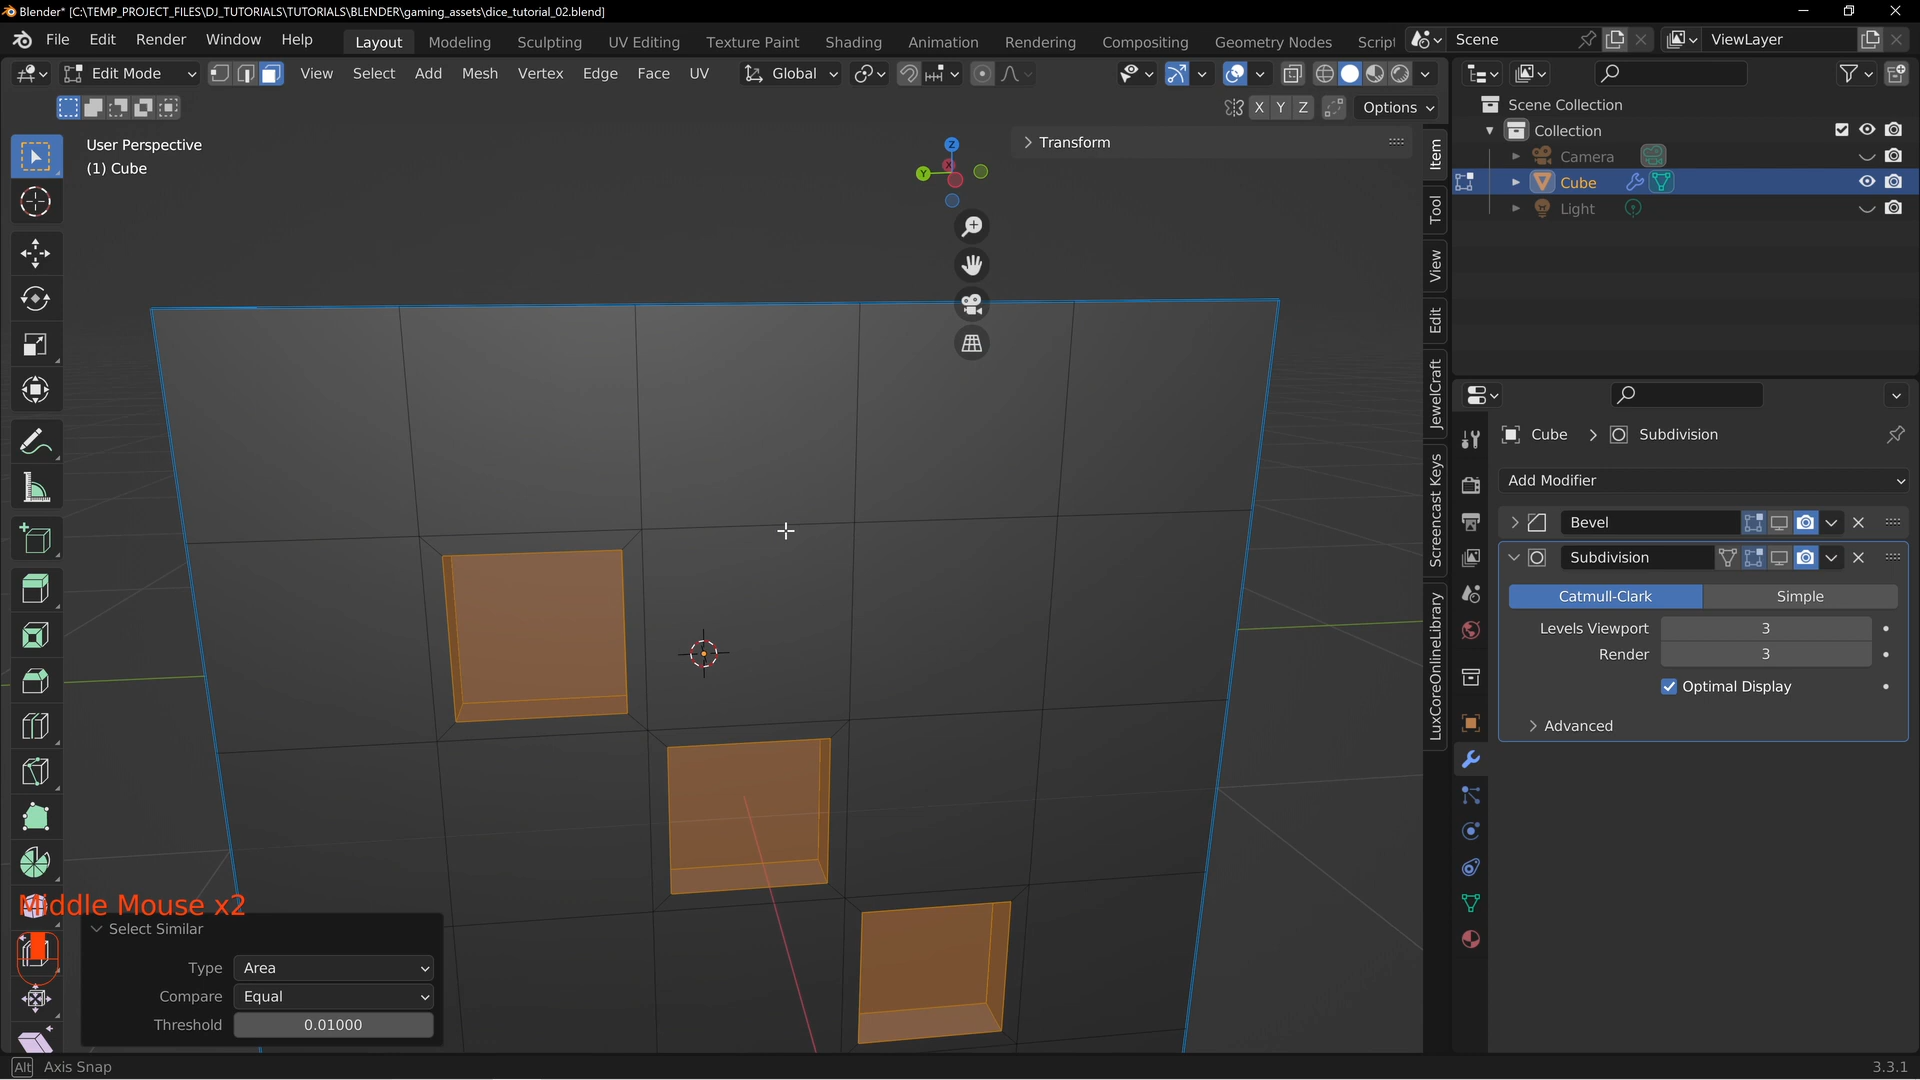 Blender* [C:\TEMP_PROJECT_FILES\DJ_TUTORIALS\TUTORIALS\BLENDER\gaming_assets\dice_tutorial_02.blend]
File Edit Render Window Help Layout Modeling Sculpting UV Editing Texture Paint Shading Animation Rendering Compositing Geometry Nodes Script Scene ViewLayer
Edit Mode View Select Add Mesh Vertex Edge Face UV Global
X Y Z Options
User Perspective
(1) Cube
Transform
Z
X
Y
Item
Tool
View
Edit
JewelCraft
Screencast Keys
LuxCoreOnlineLibrary
Scene Collection
Collection
Camera
Cube
Light
Cube > Subdivision
Add Modifier
Bevel
Subdivision
Catmull-Clark Simple
Levels Viewport 3
Render 3
Optimal Display
Advanced
Middle Mouse x2
Select Similar
Type Area
Compare Equal
Threshold 0.01000
Alt Axis Snap
3.3.1